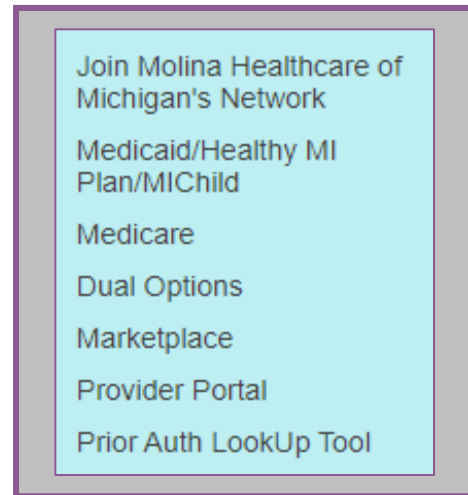 Join Molina Healthcare of
Michigan's Network
Medicaid/Healthy MI
Plan/MIChild
Medicare
Dual Options
Marketplace
Provider Portal
Prior Auth LookUp Tool